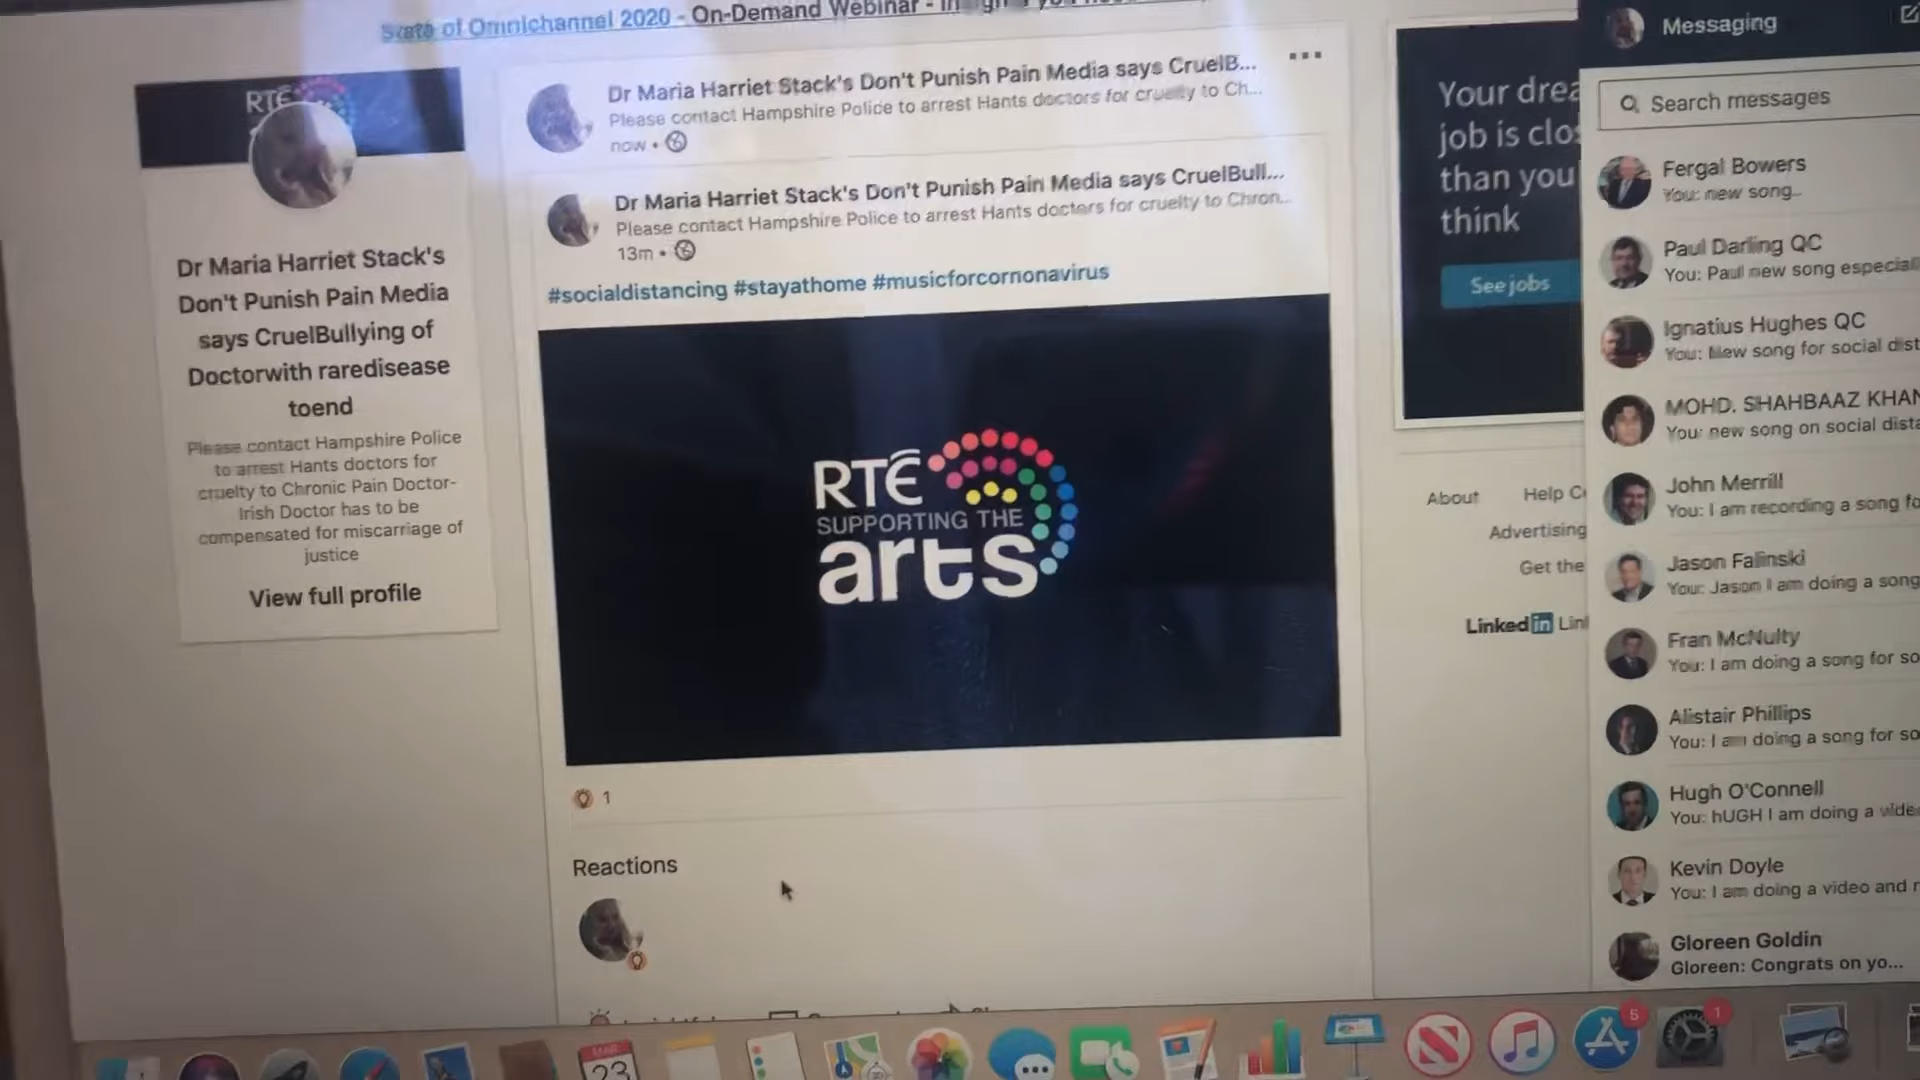 State of Omnichannel 2020 - On-Demand Webinar -
RTÉ
Dr Maria Harriet Stack's
Don't Punish Pain Media
says CruelBullying of
Doctorwith raredisease
toend
Please contact Hampshire Police
to arrest Hants doctors for
cruelty to Chronic Pain Doctor-
Irish Doctor has to be
compensated for miscarriage of
justice
View full profile
Dr Maria Harriet Stack's Don't Punish Pain Media says CruelB...
Please contact Hampshire Police to arrest Hants doctors for cruelty to Ch...
now •
Dr Maria Harriet Stack's Don't Punish Pain Media says CruelBull...
Please contact Hampshire Police to arrest Hants doctors for cruelty to Chron...
13m •
#socialdistancing #stayathome #musicforcornonavirus
RTÉ
SUPPORTING THE
arts
1
Reactions
Your drea
job is clos
than you
think
See jobs
About Help
Advertising
Get the
Linked in
Messaging
Search messages
Fergal Bowers
You: new song...
Paul Darling QC
You: Paul new song especial
Ignatius Hughes QC
You: New song for social dist
MOHD. SHAHBAAZ KHAN
You: new song on social dista
John Merrill
You: I am recording a song fo
Jason Falinski
You: Jason I am doing a song
Fran McNulty
You: I am doing a song for so
Alistair Phillips
You: I am doing a song for so
Hugh O'Connell
You: hUGH I am doing a vide
Kevin Doyle
You: I am doing a video and
Gloreen Goldin
Gloreen: Congrats on yo...
MAR
23
5
1